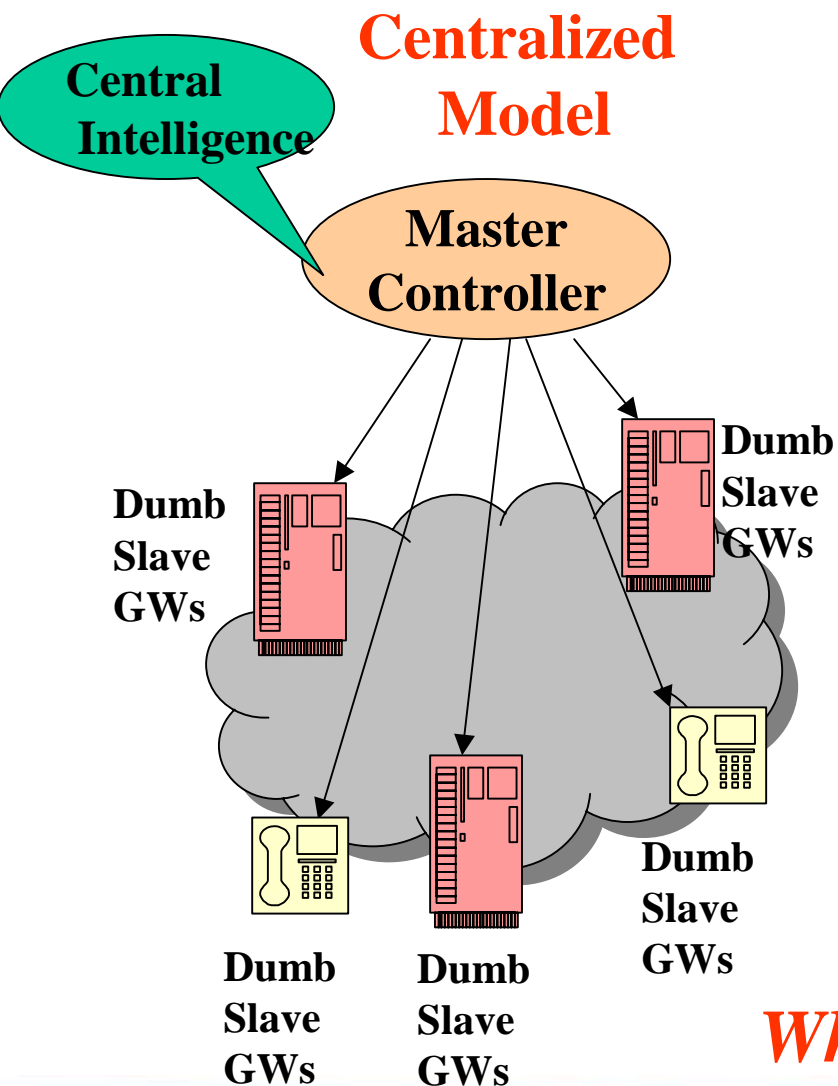 Centralized
Model
Central
Intelligence
Master
Controller
Dumb
Slave
GWs
Dumb
Slave
GWs
Dumb
Slave
GWs
Dumb
Slave
GWs
Dumb
Slave
GWs